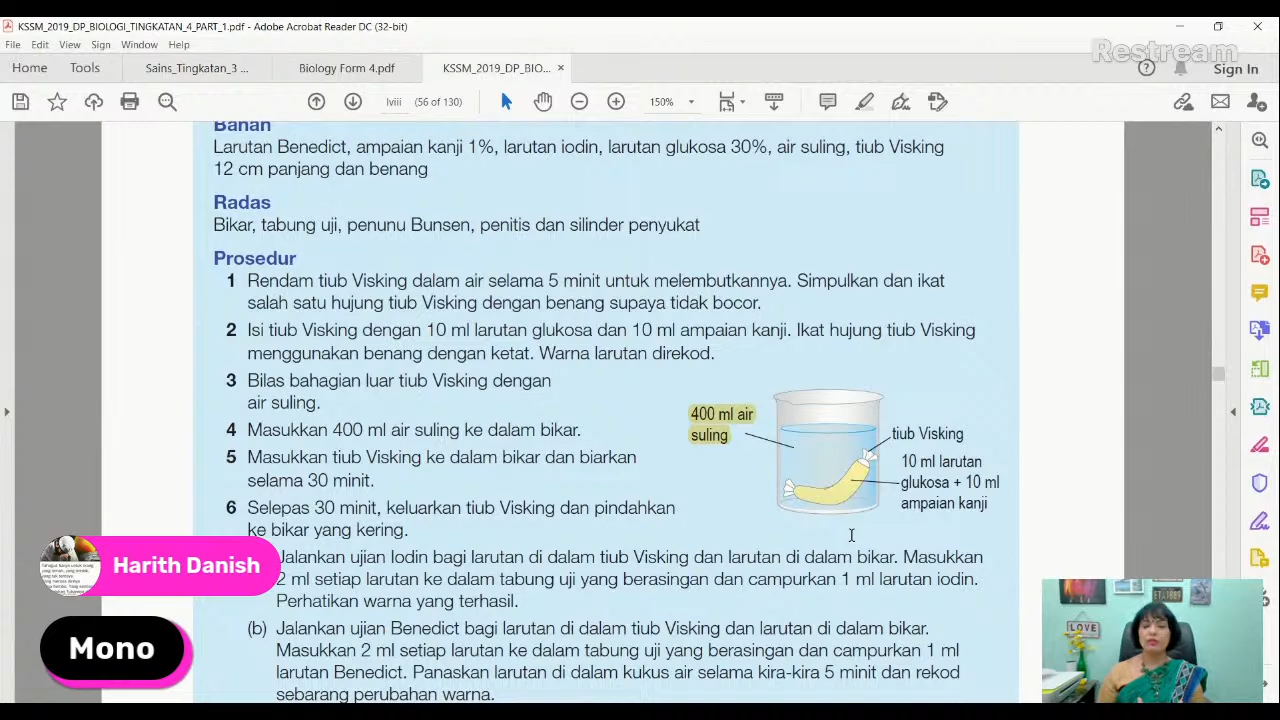 KSSM_2019_DP_BIOLOGI_TINGKATAN_4_PART_1.pdf - Adobe Acrobat Reader DC (32-bit)
File Edit View Sign Window Help
Restream
Home Tools Sains_Tingkatan_3 ... Biology Form 4.pdf KSSM_2019_DP_BIO... × Sign In
lviii (56 of 130) 150%
Bahan
Larutan Benedict, ampaian kanji 1%, larutan iodin, larutan glukosa 30%, air suling, tiub Visking
12 cm panjang dan benang
Radas
Bikar, tabung uji, penunu Bunsen, penitis dan silinder penyukat
Prosedur
1 Rendam tiub Visking dalam air selama 5 minit untuk melembutkannya. Simpulkan dan ikat
salah satu hujung tiub Visking dengan benang supaya tidak bocor.
2 Isi tiub Visking dengan 10 ml larutan glukosa dan 10 ml ampaian kanji. Ikat hujung tiub Visking
menggunakan benang dengan ketat. Warna larutan direkod.
3 Bilas bahagian luar tiub Visking dengan
air suling.
4 Masukkan 400 ml air suling ke dalam bikar.
5 Masukkan tiub Visking ke dalam bikar dan biarkan
selama 30 minit.
6 Selepas 30 minit, keluarkan tiub Visking dan pindahkan
ke bikar yang kering.
400 ml air
suling
tiub Visking
10 ml larutan
glukosa + 10 ml
ampaian kanji
Jalankan ujian Iodin bagi larutan di dalam tiub Visking dan larutan di dalam bikar. Masukkan
2 ml setiap larutan ke dalam tabung uji yang berasingan dan campurkan 1 ml larutan iodin.
Perhatikan warna yang terhasil.
(b) Jalankan ujian Benedict bagi larutan di dalam tiub Visking dan larutan di dalam bikar.
Masukkan 2 ml setiap larutan ke dalam tabung uji yang berasingan dan campurkan 1 ml
larutan Benedict. Panaskan larutan di dalam kukus air selama kira-kira 5 minit dan rekod
sebarang perubahan warna.
Harith Danish
Mono
LOVE